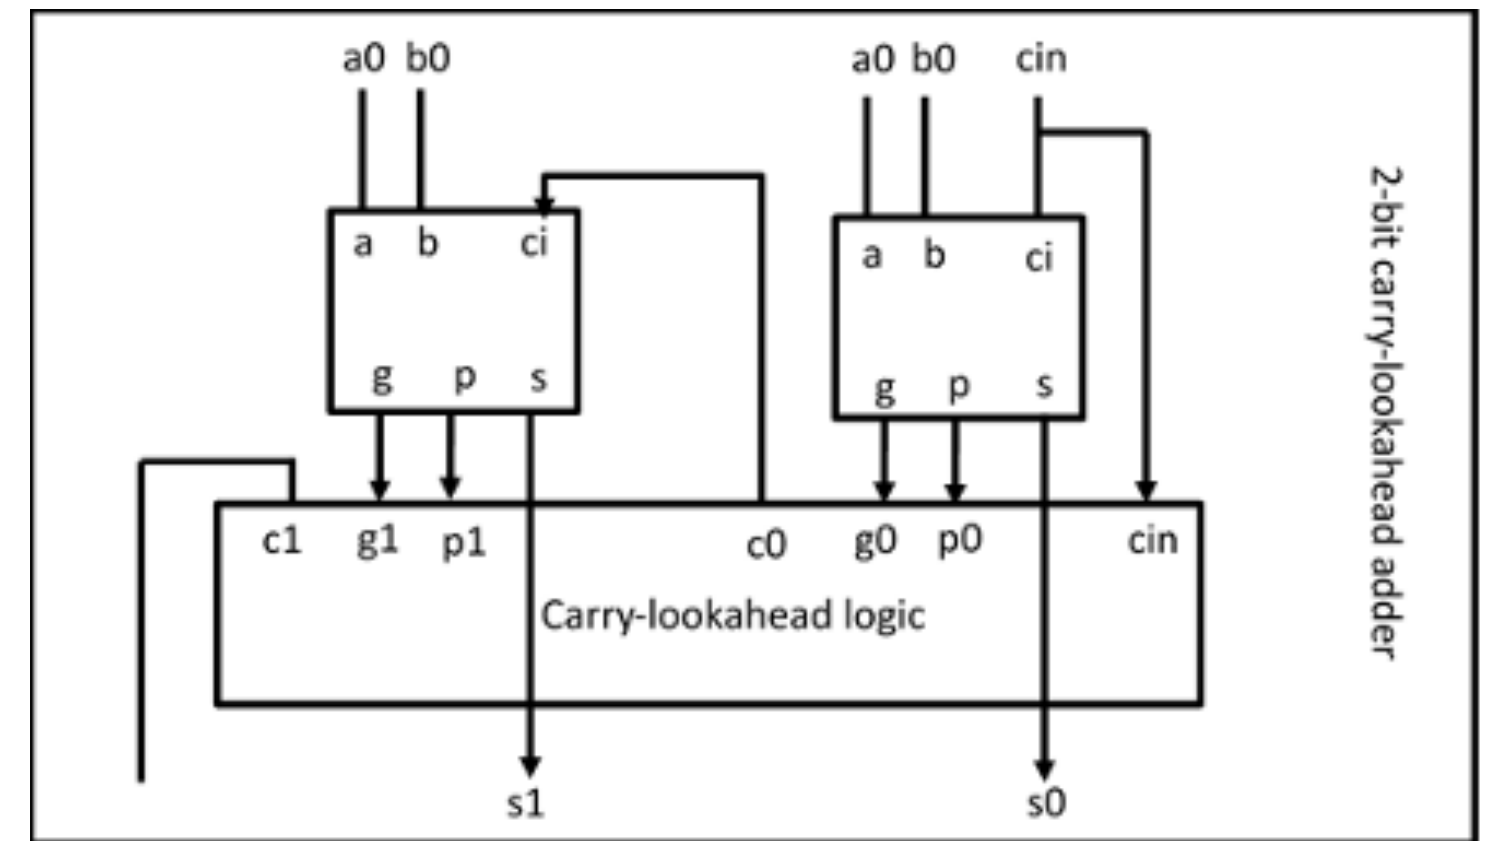 a0 b0
a0 b0 cin
a b ci
a b ci
g p s
g p s
c1 g1 p1 c0 g0 p0 cin
Carry-lookahead logic
s1 s0
2-bit carry-lookahead adder